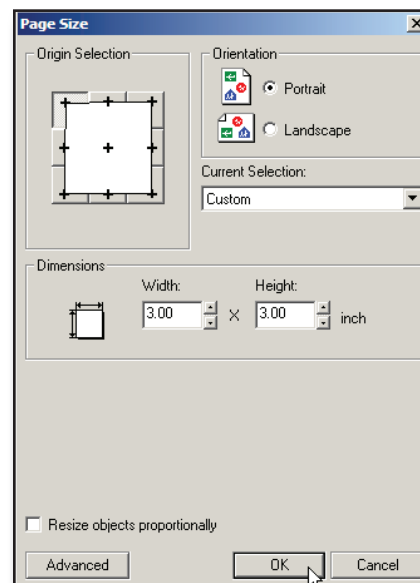 Page Size
Origin Selection
Orientation
Portrait
Landscape
Current Selection:
Custom
Dimensions
Width:
Height:
3.00
X
3.00
inch
Resize objects proportionally
Advanced
OK
Cancel